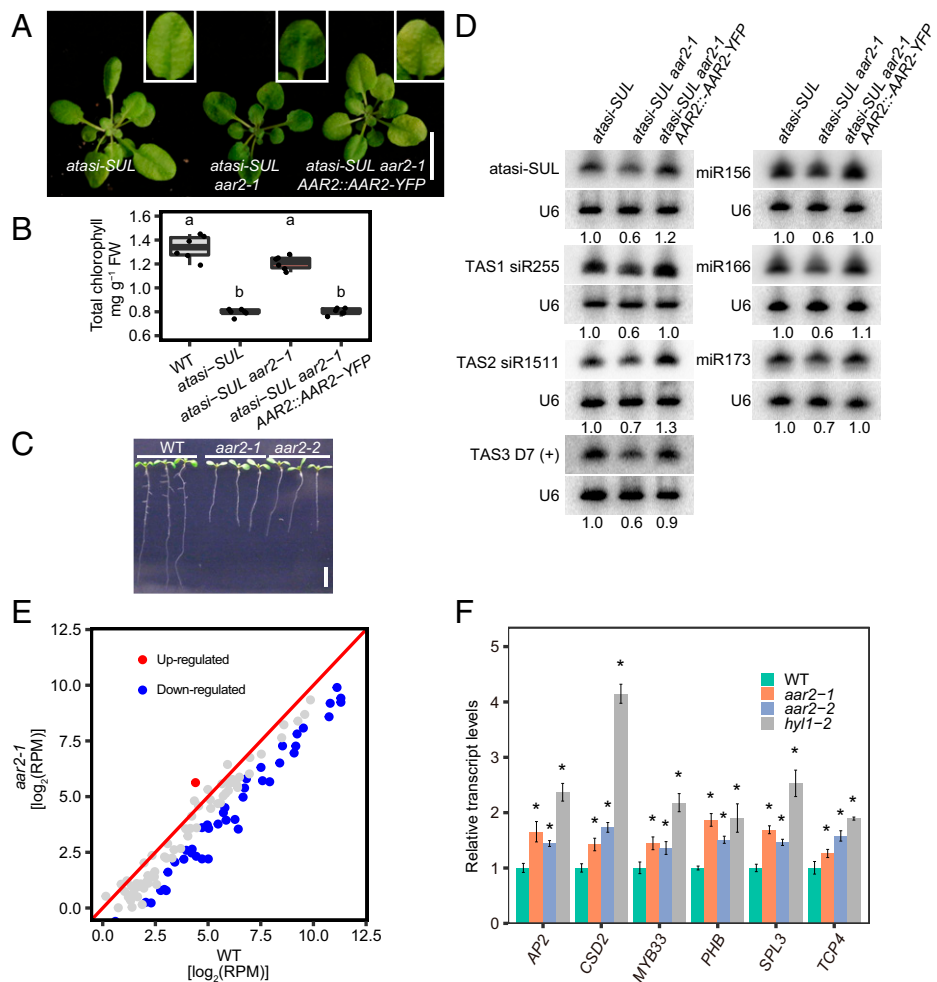 A
atasi-SUL
atasi-SUL
aar2-1
atasi-SUL aar2-1
AAR2::AAR2-YFP
B
Total chlorophyll
mg g⁻¹ FW
1.6
1.4
1.2
1.0
0.8
0.6
a
b
a
b
WT
atasi−SUL
atasi−SUL aar2−1
atasi−SUL aar2−1
AAR2::AAR2−YFP
C
WT
aar2-1
aar2-2
D
atasi-SUL
atasi-SUL aar2-1
atasi-SUL aar2-1
AAR2::-AAR2-YFP
atasi-SUL
U6
1.0 0.6 1.2
TAS1 siR255
U6
1.0 0.6 1.0
TAS2 siR1511
U6
1.0 0.7 1.3
TAS3 D7 (+)
U6
1.0 0.6 0.9
atasi-SUL
atasi-SUL aar2-1
atasi-SUL aar2-1
AAR2::-AAR2-YFP
miR156
U6
1.0 0.6 1.0
miR166
U6
1.0 0.6 1.1
miR173
U6
1.0 0.7 1.0
E
aar2-1
[log₂(RPM)]
12.5
10.0
7.5
5.0
2.5
0.0
Up-regulated
Down-regulated
0.0 2.5 5.0 7.5 10.0 12.5
WT
[log₂(RPM)]
F
Relative transcript levels
5
4
3
2
1
0
WT
aar2−1
aar2−2
hyl1−2
* * *
* * *
* * *
* * *
* * *
* * *
AP2
CSD2
MYB33
PHB
SPL3
TCP4